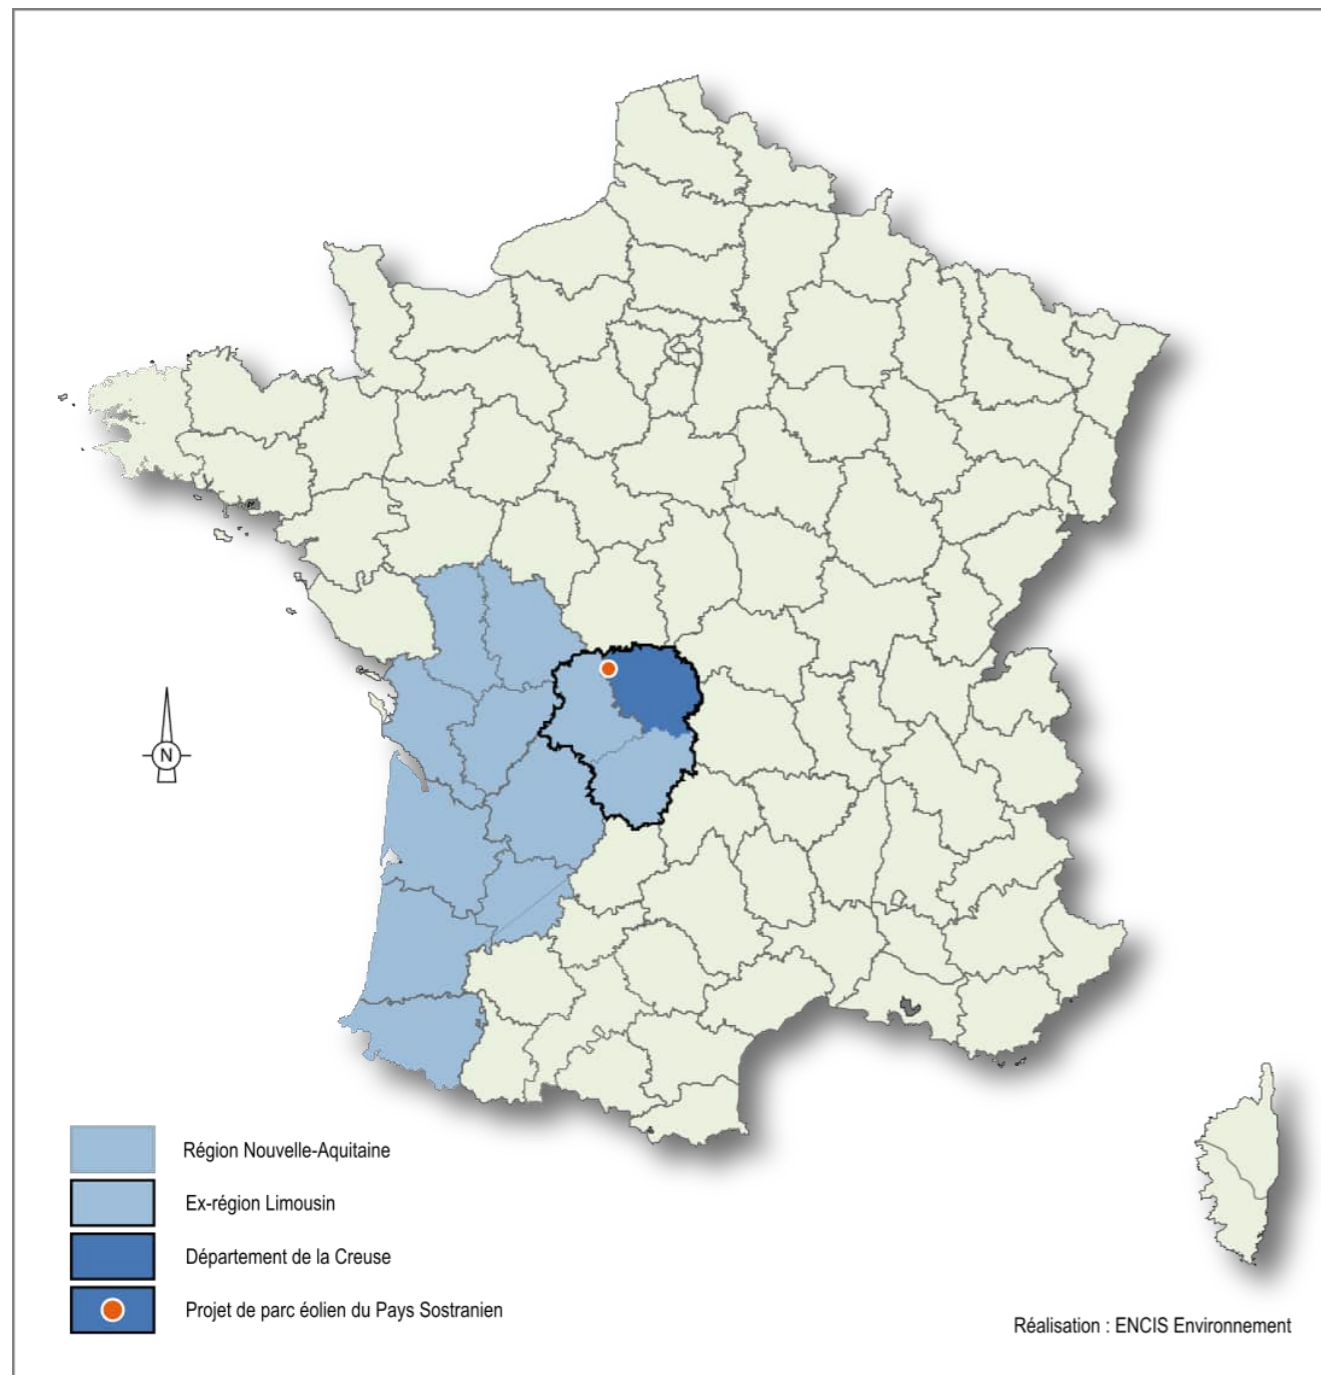 N
Région Nouvelle-Aquitaine
Ex-région Limousin
Département de la Creuse
Projet de parc éolien du Pays Sostranien
Réalisation : ENCIS Environnement